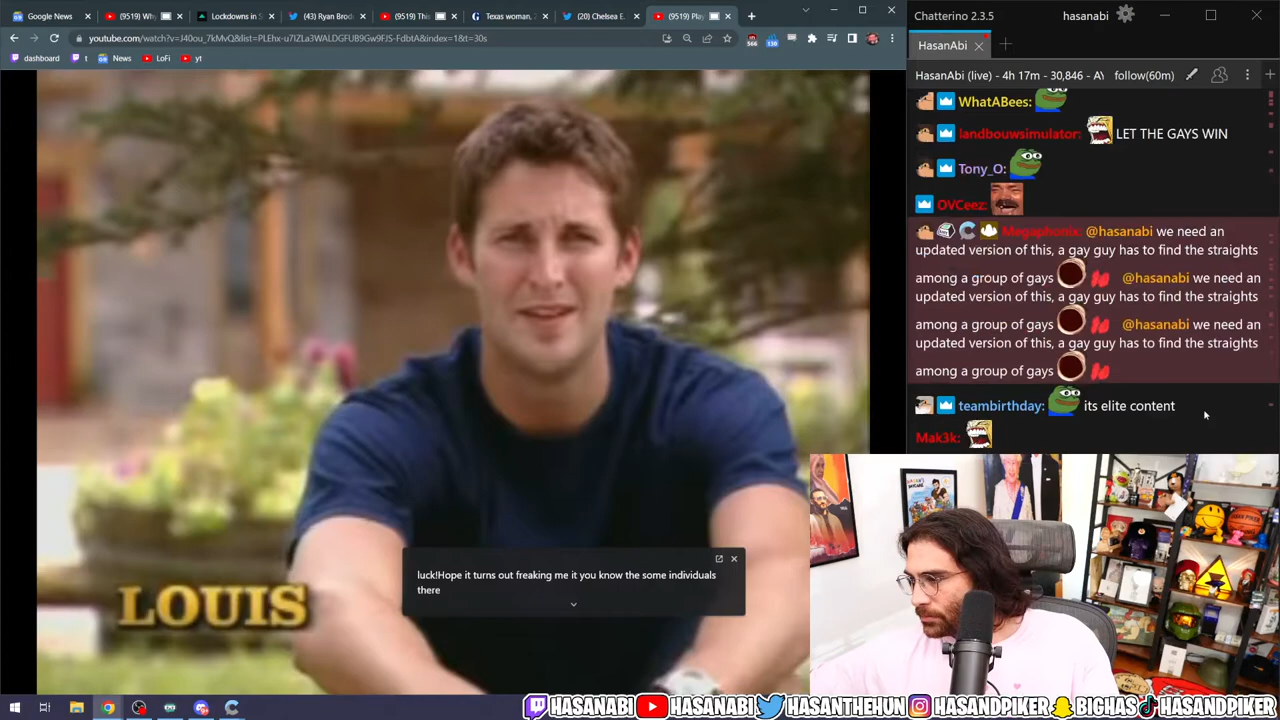 Google News
(9519) Why
Lockdowns in S
(43) Ryan Brod
(9519) Thi
Texas woman, 2
(20) Chelsea E
(9519) Play
youtube.com/watch?v=J40ou_7kMvQ&list=PLEhx-u7IZLa3WALDGFUB9Gw9FJS-FdbtA&index=1&t=30s
566
138
dashboard
t
News
LoFi
yt
LOUIS
luck!Hope it turns out freaking me it you know the some individuals
there
Chatterino 2.3.5
hasanabi
HasanAbi
HasanAbi (live) - 4h 17m - 30,846 - A
follow(60m)
WhatABees:
landbouwsimulator: LET THE GAYS WIN
Tony_O:
OVCeez:
Megaphonix: @hasanabi we need an
updated version of this, a gay guy has to find the straights
among a group of gays @hasanabi we need an
updated version of this, a gay guy has to find the straights
among a group of gays @hasanabi we need an
updated version of this, a gay guy has to find the straights
among a group of gays
teambirthday: its elite content
Mak3k:
HASANABI HASANABI HASANTHEHUN HASANDPIKER BIGHAS HASANDPIKER